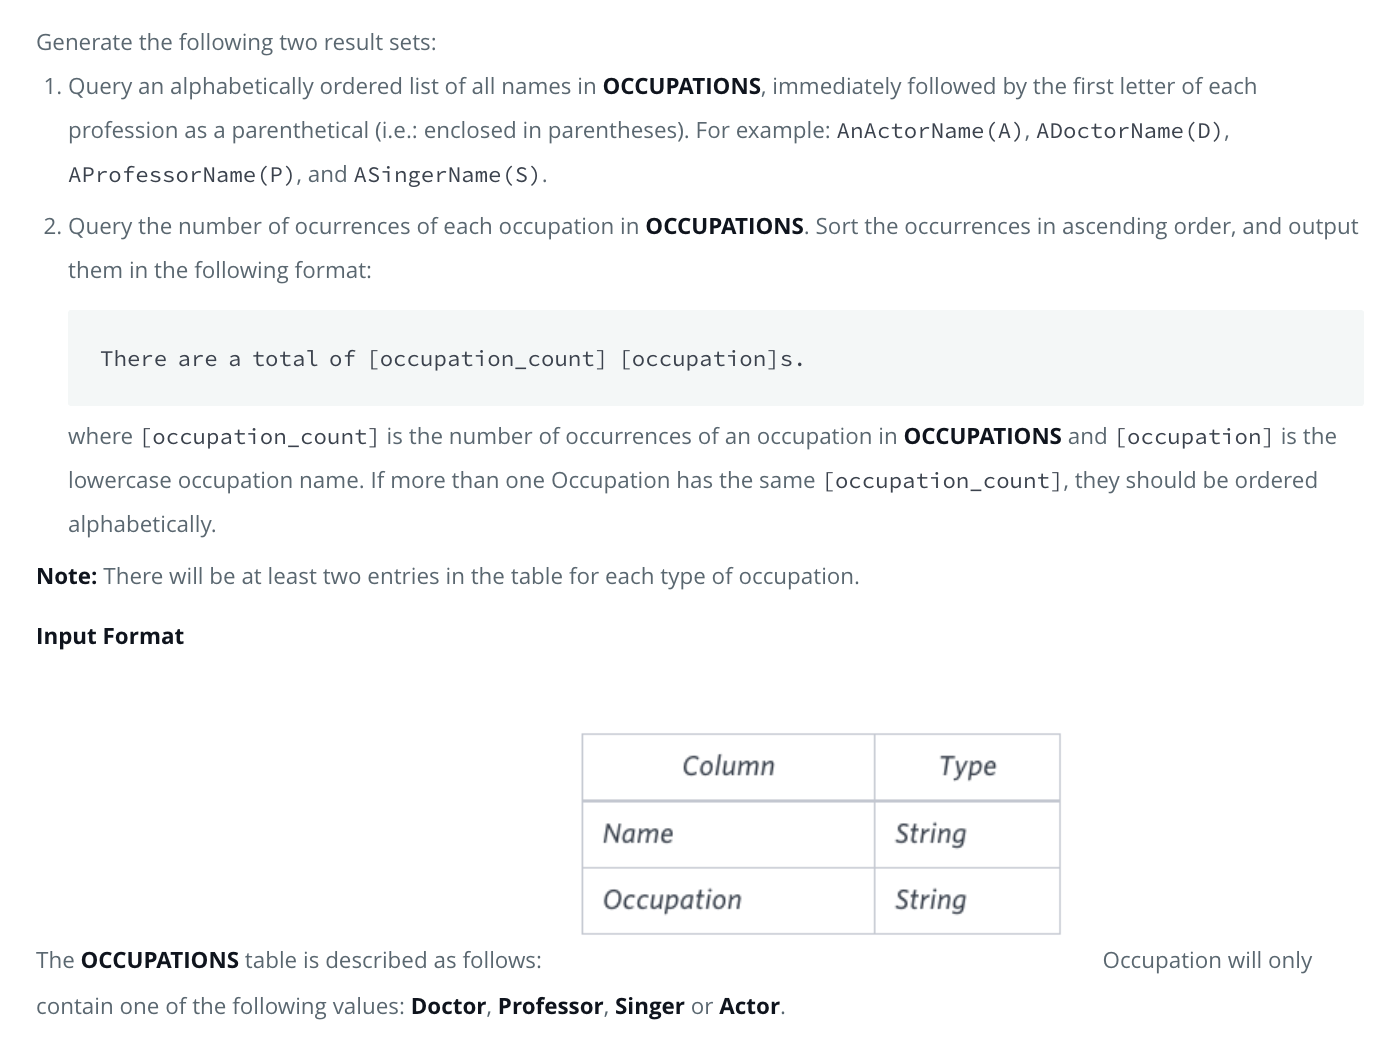 Generate the following two result sets:
1. Query an alphabetically ordered list of all names in OCCUPATIONS, immediately followed by the first letter of each
profession as a parenthetical (i.e.: enclosed in parentheses). For example: AnActorName(A), ADoctorName(D),
AProfessorName(P), and ASingerName(S).
2. Query the number of ocurrences of each occupation in OCCUPATIONS. Sort the occurrences in ascending order, and output
them in the following format:
There are a total of [occupation_count] [occupation]s.
where [occupation_count] is the number of occurrences of an occupation in OCCUPATIONS and [occupation] is the
lowercase occupation name. If more than one Occupation has the same [occupation_count], they should be ordered
alphabetically.
Note: There will be at least two entries in the table for each type of occupation.
Input Format
Column Type
Name String
Occupation String
The OCCUPATIONS table is described as follows: Occupation will only
contain one of the following values: Doctor, Professor, Singer or Actor.